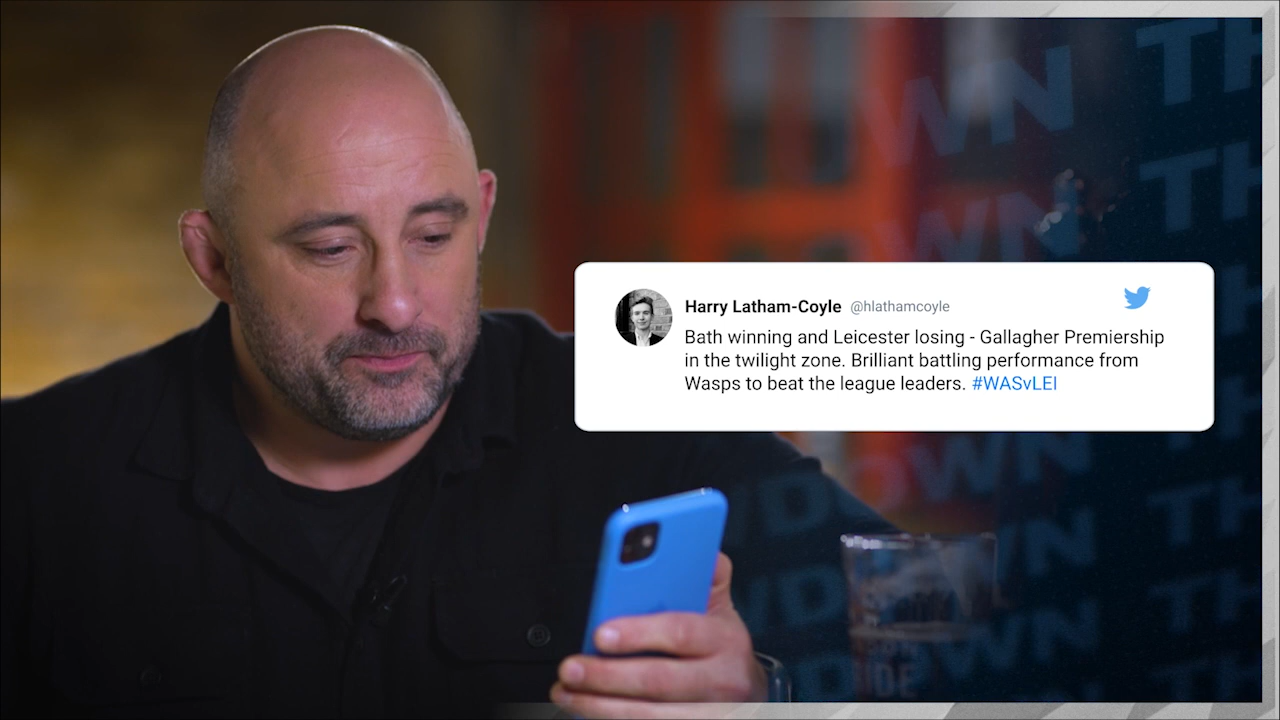 Harry Latham-Coyle @hlathamcoyle
Bath winning and Leicester losing - Gallagher Premiership
in the twilight zone. Brilliant battling performance from
Wasps to beat the league leaders. #WASvLEI